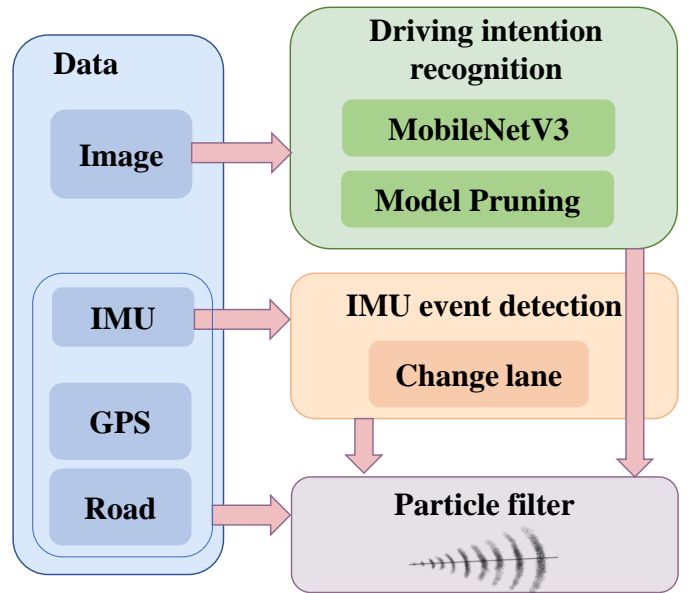 Data
Image
IMU
GPS
Road
Driving intention
recognition
MobileNetV3
Model Pruning
IMU event detection
Change lane
Particle filter